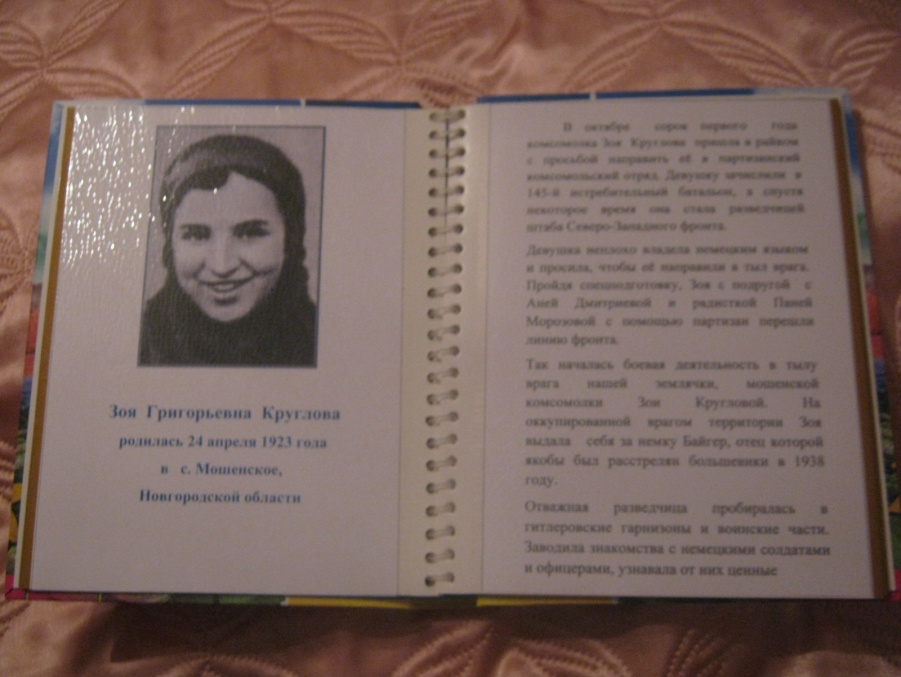 Зоя Григорьевна Круглова
родилась 24 апреля 1923 года
в с. Мошенское,
Новгородской области
В октябре сорок первого года
комсомолка Зоя Круглова пришла в райком
с просьбой направить её в партизанский
комсомольский отряд. Девушку зачислили в
145-й истребительный батальон, а спустя
некоторое время она стала разведчицей
штаба Северо-Западного фронта.
Девушка неплохо владела немецким языком
и просила, чтобы её направили в тыл врага.
Пройдя спецподготовку, Зоя с подругой с
Аней Дмитриевой и радисткой Паней
Морозовой с помощью партизан перешли
линию фронта.
Так началась боевая деятельность в тылу
врага нашей землячки, мошенской
комсомолки Зои Кругловой. На
оккупированной врагом территории Зоя
выдала себя за немку Байгер, отец которой
якобы был расстрелян большевики в 1938
году.
Отважная разведчица пробиралась в
гитлеровские гарнизоны и воинские части.
Заводила знакомства с немецкими солдатами
и офицерами, узнавала от них ценные